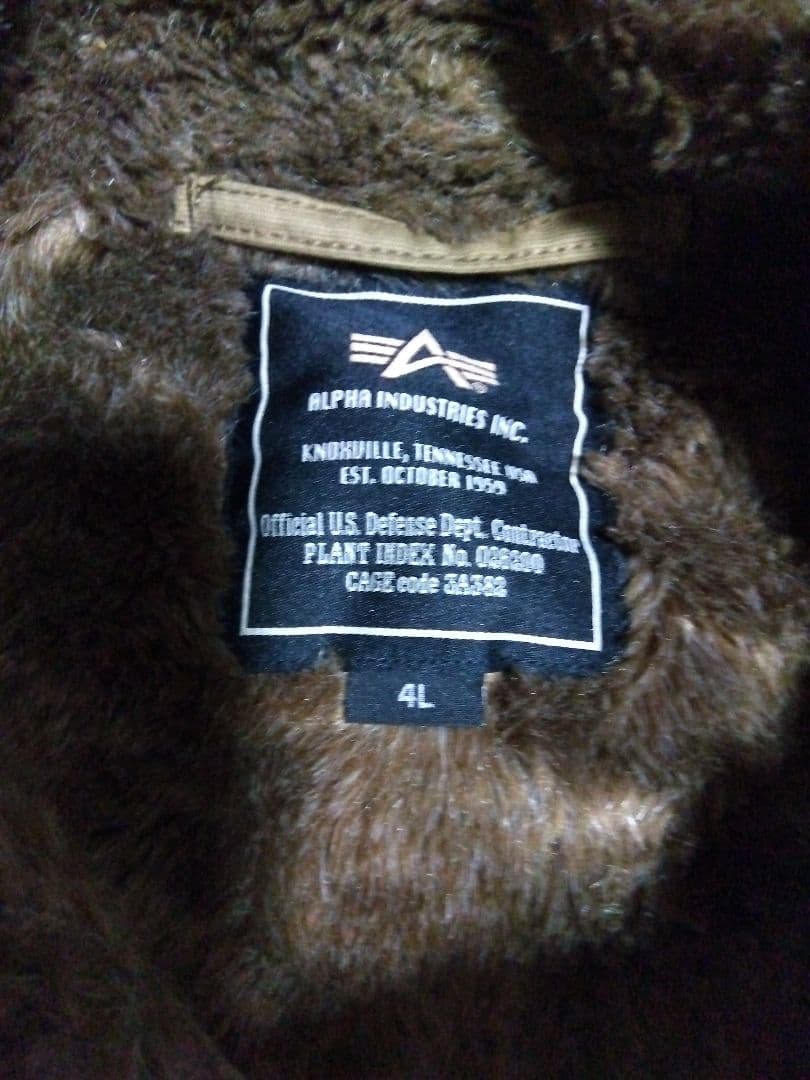 ALPHA INDUSTRIES INC.
KNOXVILLE, TENNESSEE USA
EST. OCTOBER 1959
Official U.S. Defense Dept. Contractor
PLANT INDEX No.
CAGE code 3A382
4L